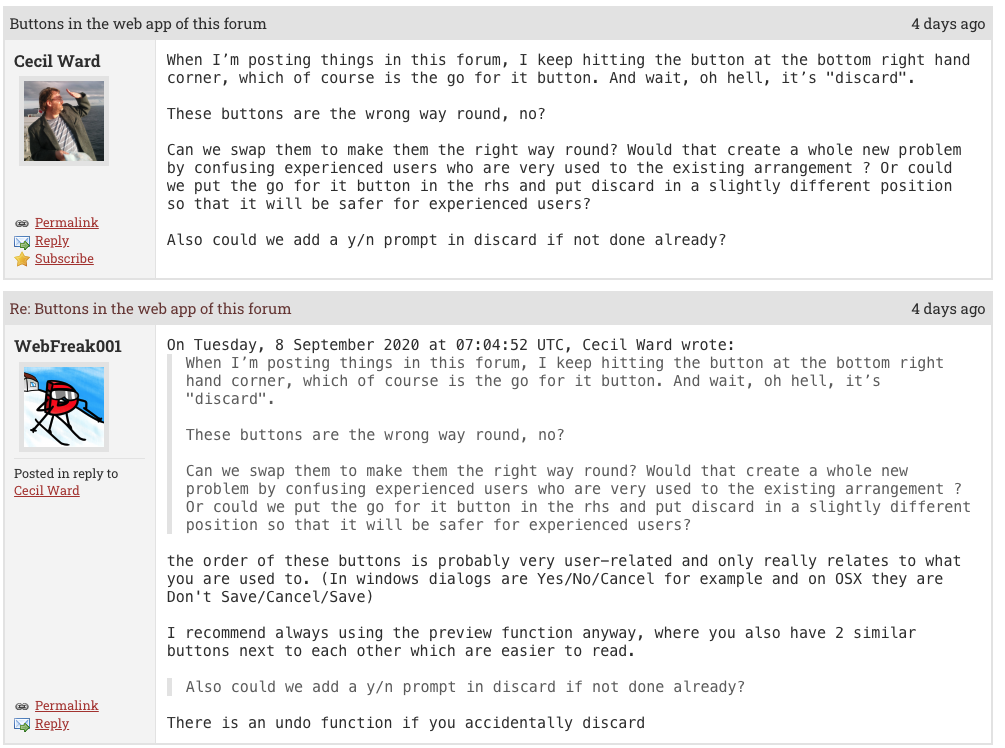 Buttons in the web app of this forum 4 days ago
Cecil Ward
When I’m posting things in this forum, I keep hitting the button at the bottom right hand
corner, which of course is the go for it button. And wait, oh hell, it’s "discard".
These buttons are the wrong way round, no?
Can we swap them to make them the right way round? Would that create a whole new problem
by confusing experienced users who are very used to the existing arrangement ? Or could
we put the go for it button in the rhs and put discard in a slightly different position
so that it will be safer for experienced users?
Also could we add a y/n prompt in discard if not done already?
Permalink
Reply
Subscribe
Re: Buttons in the web app of this forum 4 days ago
WebFreak001
Posted in reply to
Cecil Ward
On Tuesday, 8 September 2020 at 07:04:52 UTC, Cecil Ward wrote:
When I’m posting things in this forum, I keep hitting the button at the bottom right
hand corner, which of course is the go for it button. And wait, oh hell, it’s
"discard".
These buttons are the wrong way round, no?
Can we swap them to make them the right way round? Would that create a whole new
problem by confusing experienced users who are very used to the existing arrangement ?
Or could we put the go for it button in the rhs and put discard in a slightly different
position so that it will be safer for experienced users?
the order of these buttons is probably very user-related and only really relates to what
you are used to. (In windows dialogs are Yes/No/Cancel for example and on OSX they are
Don't Save/Cancel/Save)
I recommend always using the preview function anyway, where you also have 2 similar
buttons next to each other which are easier to read.
Also could we add a y/n prompt in discard if not done already?
There is an undo function if you accidentally discard
Permalink
Reply